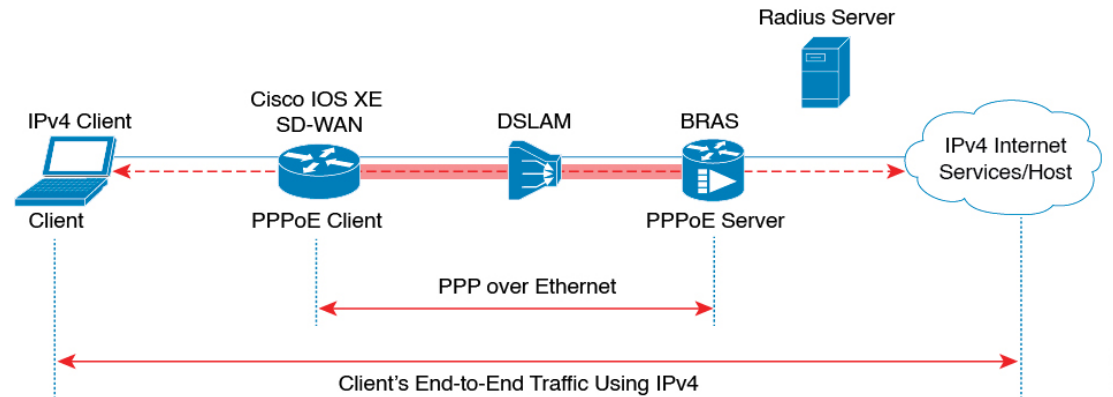 Radius Server
Cisco IOS XE
SD-WAN
IPv4 Client
DSLAM
BRAS
IPv4 Internet
Services/Host
Client
PPPoE Client
PPPoE Server
PPP over Ethernet
Client's End-to-End Traffic Using IPv4